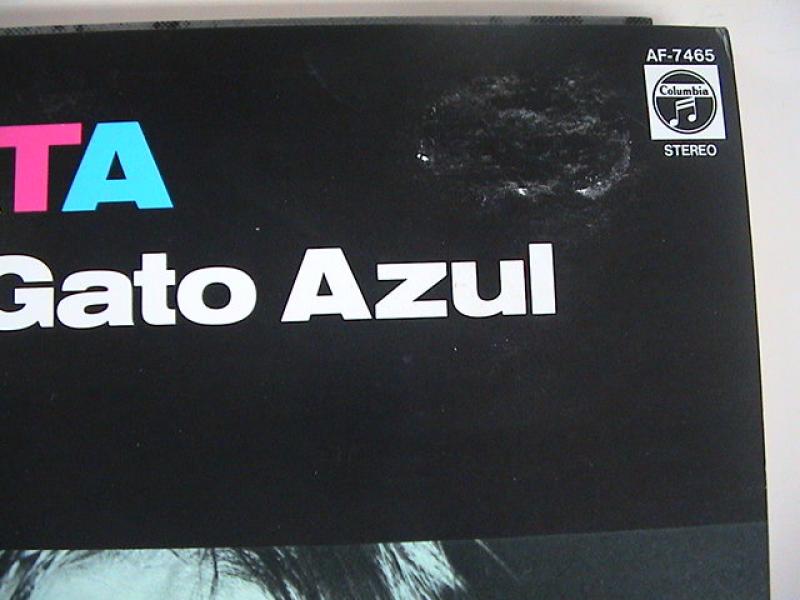 AF-7465
Columbia
STEREO
TA
Gato Azul